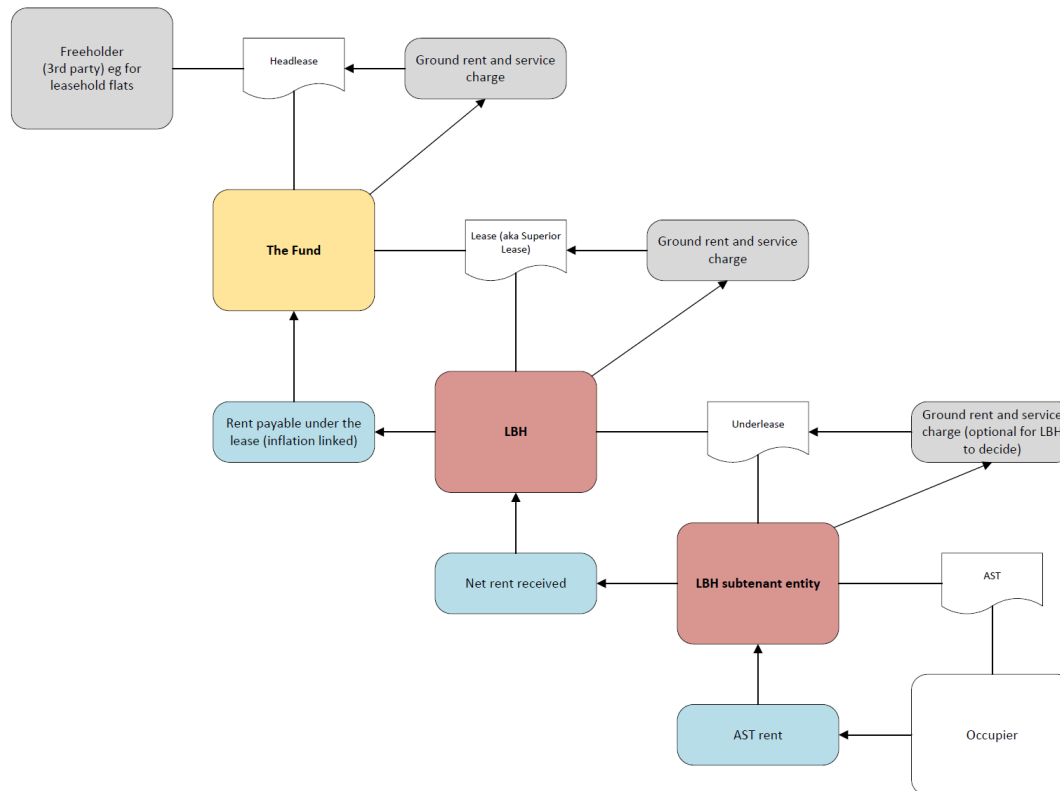 Freeholder
(3rd party) eg for
leasehold flats
Headlease
Ground rent and service
charge
The Fund
Lease (aka Superior
Lease)
Ground rent and service
charge
Rent payable under the
lease (inflation linked)
LBH
Underlease
Ground rent and service
charge (optional for LBH
to decide)
Net rent received
LBH subtenant entity
AST
AST rent
Occupier